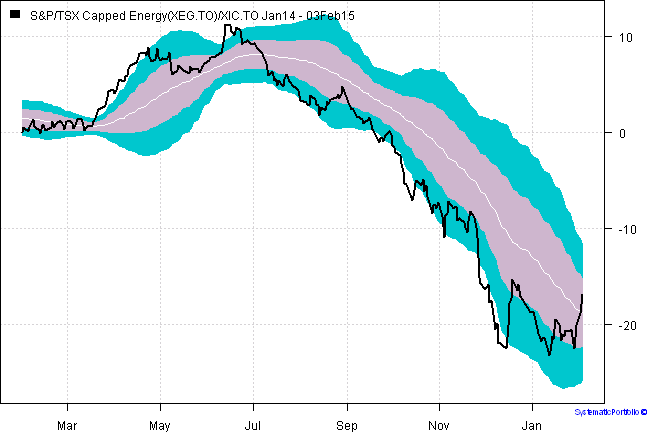 S&P/TSX Capped Energy(XEG.TO)/XIC.TO Jan14 - 03Feb15
10
0
-10
-20
Mar May Jul Sep Nov Jan
SystematicPortfolio ©